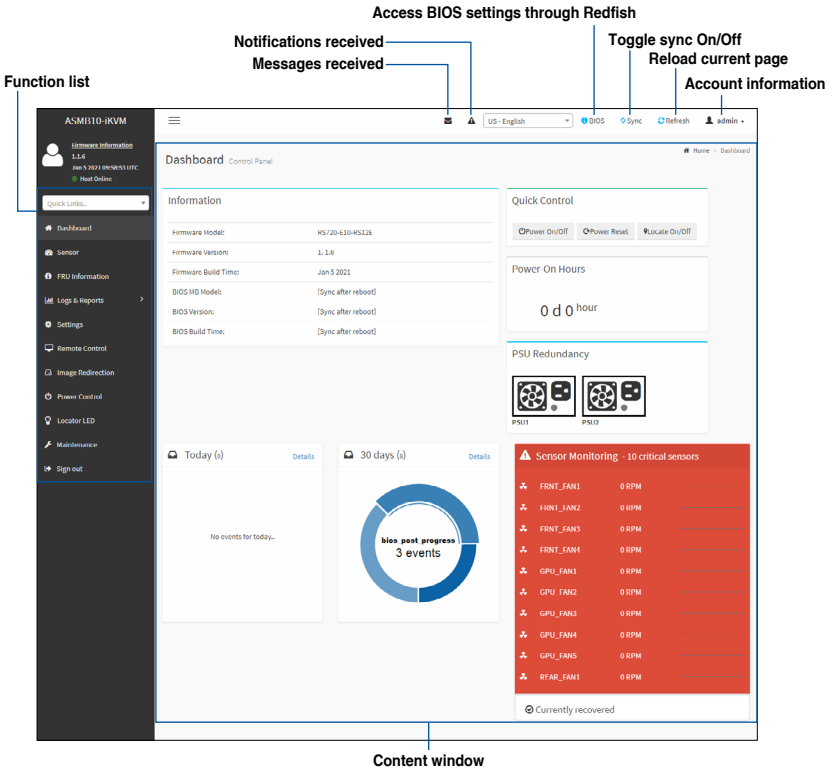 Access BIOS settings through Redfish
Notifications received
Toggle sync On/Off
Messages received
Reload current page
Function list
Account information
ASMB10-iKVM
US - English
BIOS
Sync
Refresh
admin
Firmware Information
1.1.6
Jan 5 2021 09:58:53 UTC
Host Online
Quick Links...
Dashboard
Sensor
FRU Information
Logs & Reports
Settings
Remote Control
Image Redirection
Power Control
Locator LED
Maintenance
Sign out
Dashboard Control Panel
Home > Dashboard
Information
Firmware Model: RS720-E10-RS12E
Firmware Version: 1.1.6
Firmware Build Time: Jan 5 2021
BIOS MB Model: [Sync after reboot]
BIOS Version: [Sync after reboot]
BIOS Build Time: [Sync after reboot]
Quick Control
Power On/Off
Power Reset
Locate On/Off
Power-On Hours
0 d 0 hour
PSU Redundancy
PSU1
PSU2
Today (0)
Details
No events for today...
30 days (8)
Details
bios_post_progress
3 events
Sensor Monitoring - 10 critical sensors
FRNT_FAN1 0 RPM
FRNT_FAN2 0 RPM
FRNT_FAN3 0 RPM
FRNT_FAN4 0 RPM
GPU_FAN1 0 RPM
GPU_FAN2 0 RPM
GPU_FAN3 0 RPM
GPU_FAN4 0 RPM
GPU_FAN5 0 RPM
REAR_FAN1 0 RPM
Currently recovered
Content window